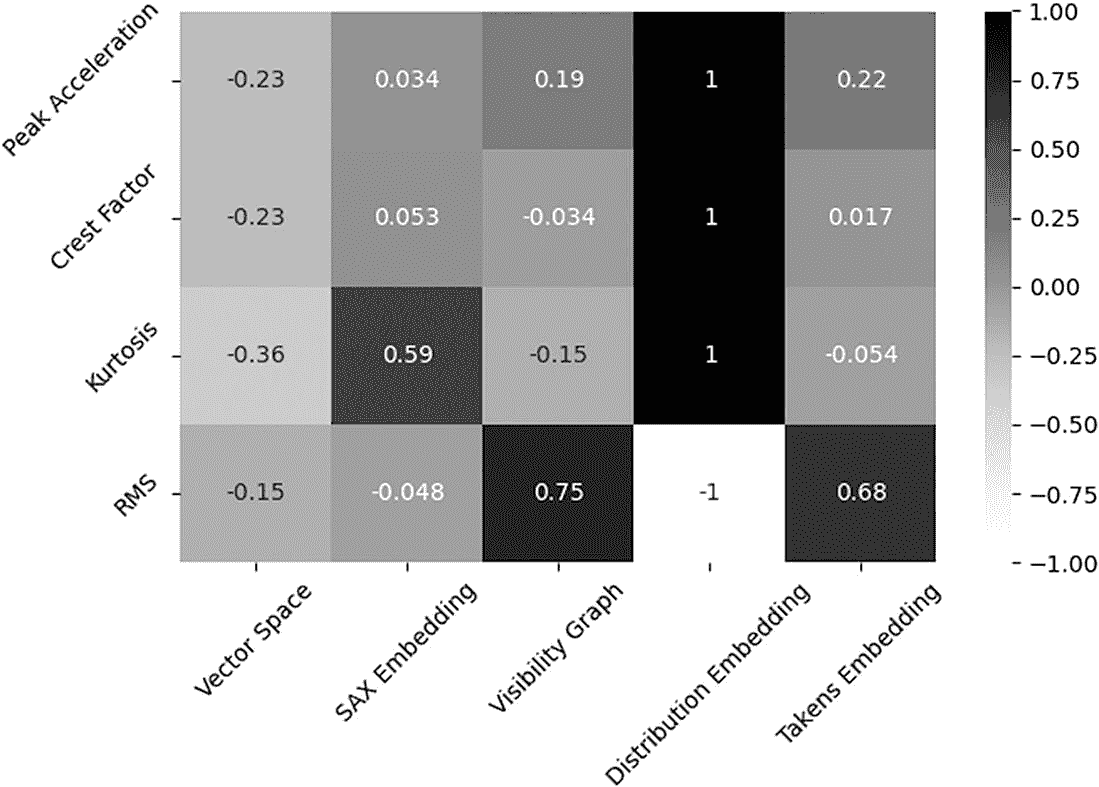 Peak Acceleration
-0.23 0.034 0.19 1 0.22
Crest Factor
-0.23 0.053 -0.034 1 0.017
Kurtosis
-0.36 0.59 -0.15 1 -0.054
RMS
-0.15 -0.048 0.75 -1 0.68
Vector Space
SAX Embedding
Visibility Graph
Distribution Embedding
Takens Embedding
1.00
0.75
0.50
0.25
0.00
−0.25
−0.50
−0.75
−1.00